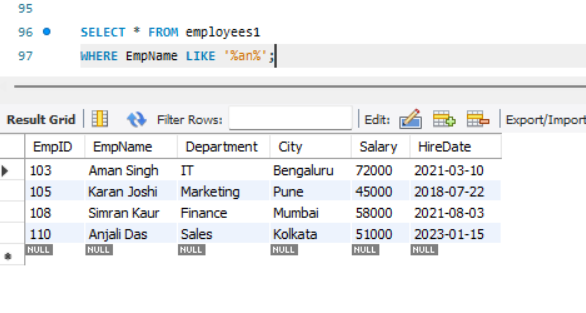 95
96 SELECT * FROM employees1
97 WHERE EmpName LIKE '%an%';
Result Grid Filter Rows: Edit: Export/Import
EmpID EmpName Department City Salary HireDate
103 Aman Singh IT Bengaluru 72000 2021-03-10
105 Karan Joshi Marketing Pune 45000 2018-07-22
108 Simran Kaur Finance Mumbai 58000 2021-08-03
110 Anjali Das Sales Kolkata 51000 2023-01-15
NULL NULL NULL NULL NULL NULL